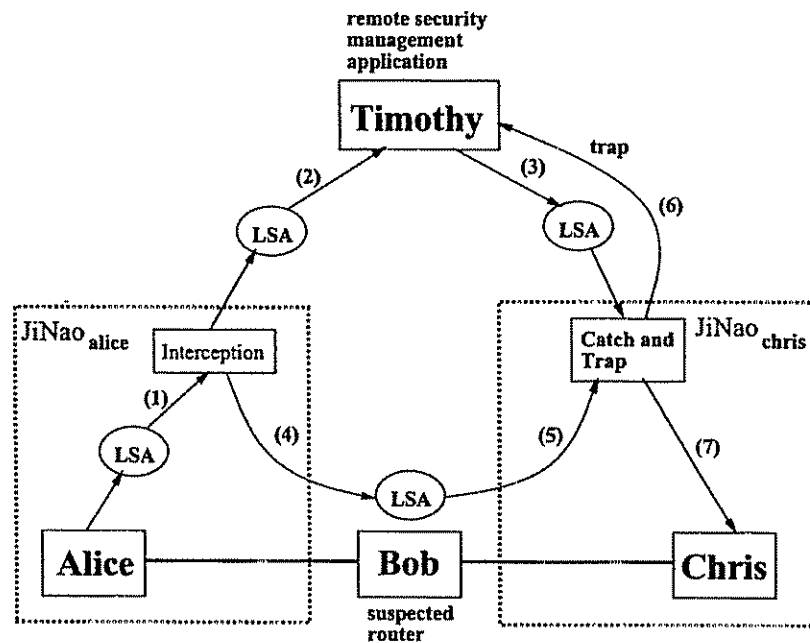 remote security
management
application
Timothy
trap
(2)
(3)
(6)
LSA
LSA
JiNao alice
Interception
Catch and
Trap
JiNao chris
(1)
(4)
(5)
(7)
LSA
LSA
Alice
Bob
Chris
suspected
router